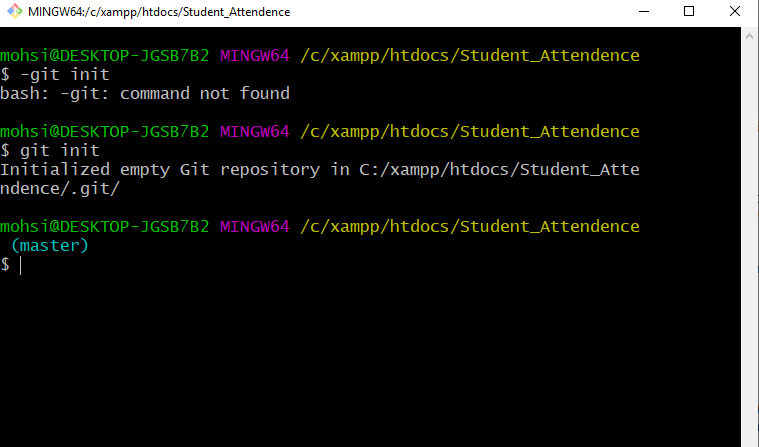 MINGW64:/c/xampp/htdocs/Student_Attendence
mohsi@DESKTOP-JGSB7B2 MINGW64 /c/xampp/htdocs/Student_Attendence
$ -git init
bash: -git: command not found
mohsi@DESKTOP-JGSB7B2 MINGW64 /c/xampp/htdocs/Student_Attendence
$ git init
Initialized empty Git repository in C:/xampp/htdocs/Student_Atte
ndence/.git/
mohsi@DESKTOP-JGSB7B2 MINGW64 /c/xampp/htdocs/Student_Attendence
(master)
$